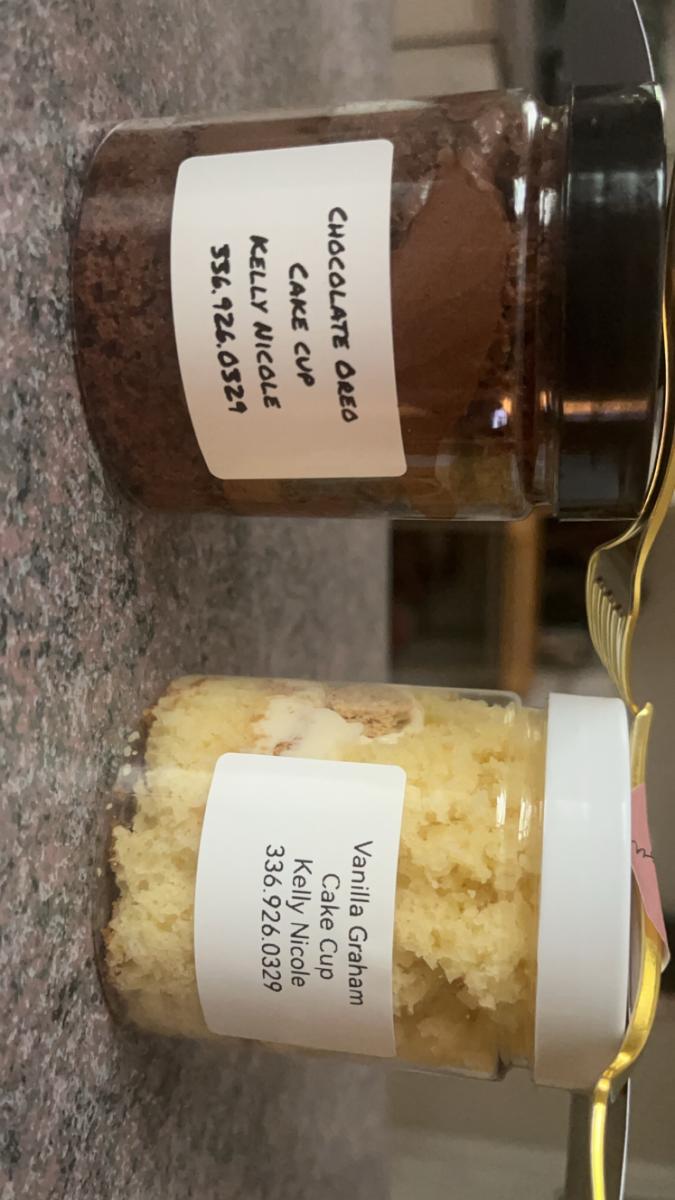 CHOCOLATE OREO
CAKE CUP
KELLY NICOLE
336.926.0329
Vanilla Graham
Cake Cup
Kelly Nicole
336.926.0329